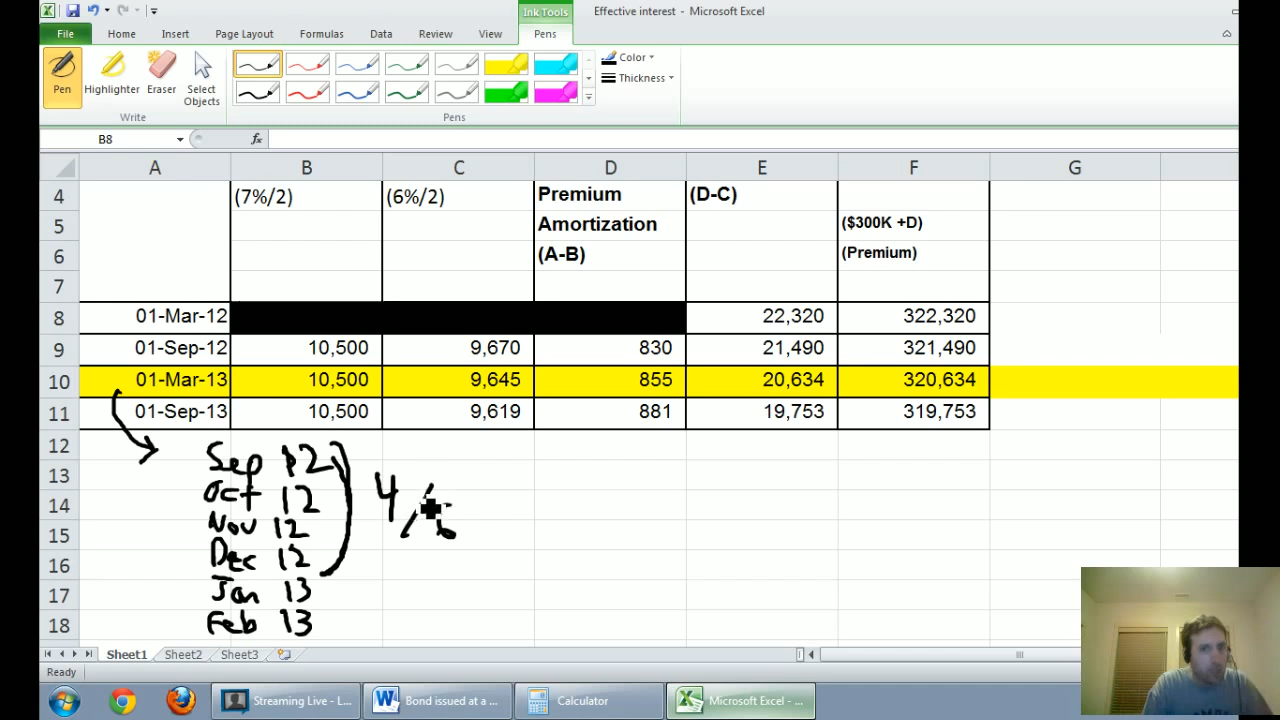 Ink Tools
Effective interest - Microsoft Excel
File Home Insert Page Layout Formulas Data Review View Pens
Pen Highlighter Eraser Select Objects
Color
Thickness
Write Pens
B8 fx
A B C D E F G
4 (7%/2) (6%/2) Premium (D-C)
5 Amortization ($300K +D)
6 (A-B) (Premium)
7
8 01-Mar-12 22,320 322,320
9 01-Sep-12 10,500 9,670 830 21,490 321,490
10 01-Mar-13 10,500 9,645 855 20,634 320,634
11 01-Sep-13 10,500 9,619 881 19,753 319,753
12
Sep 12
13
Oct 12 4/6
14
Nov 12
15
Dec 12
16
Jan 13
17
Feb 13
18
Sheet1 Sheet2 Sheet3
Ready
Streaming Live - L... Bond issued at a ... Calculator Microsoft Excel - ...